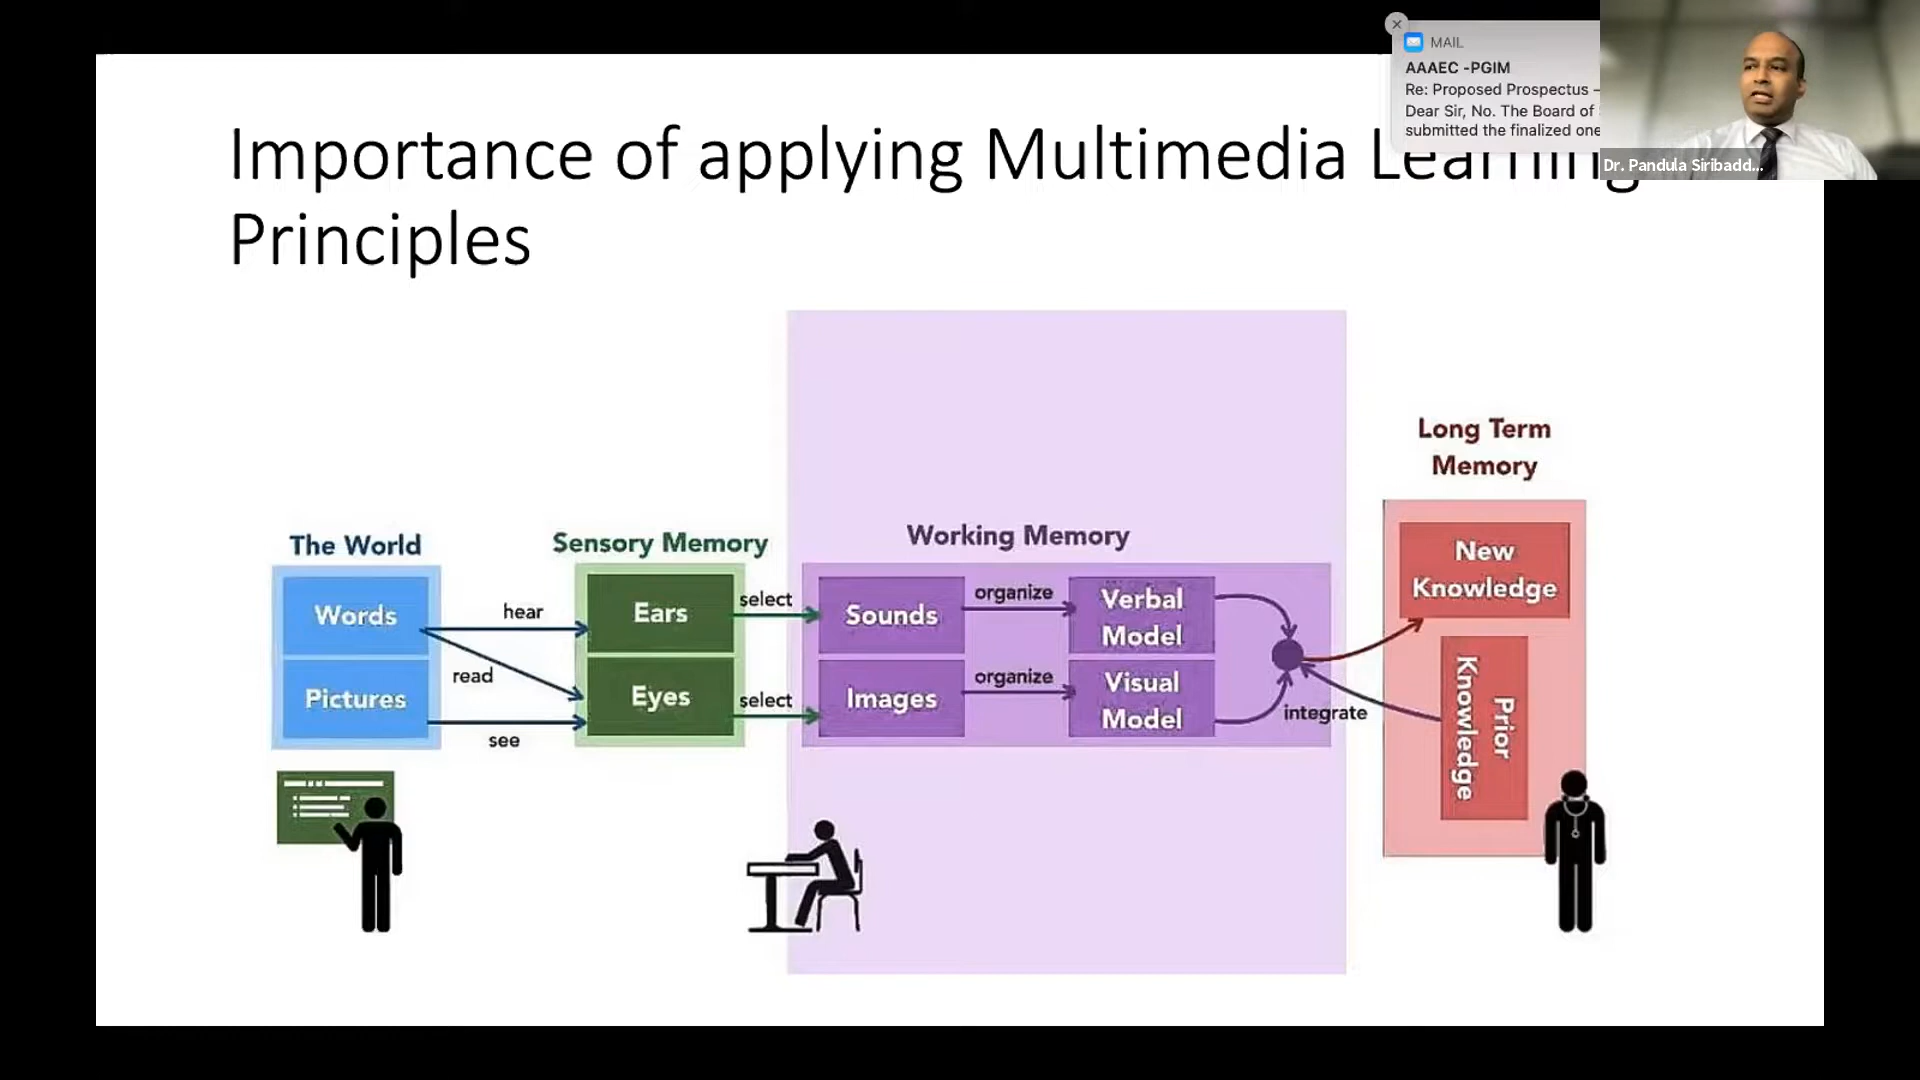 MAIL
AAAEC -PGIM
Re: Proposed Prospectus –
Dear Sir, No. The Board of
submitted the finalized one
Dr. Pandula Siribadd...
Importance of applying Multimedia Learning
Principles
Long Term
Memory
The World
Sensory Memory
Working Memory
New
Knowledge
Words
hear
Ears
select
Sounds
organize
Verbal
Model
read
Pictures
see
Eyes
select
Images
organize
Visual
Model
integrate
Prior
Knowledge